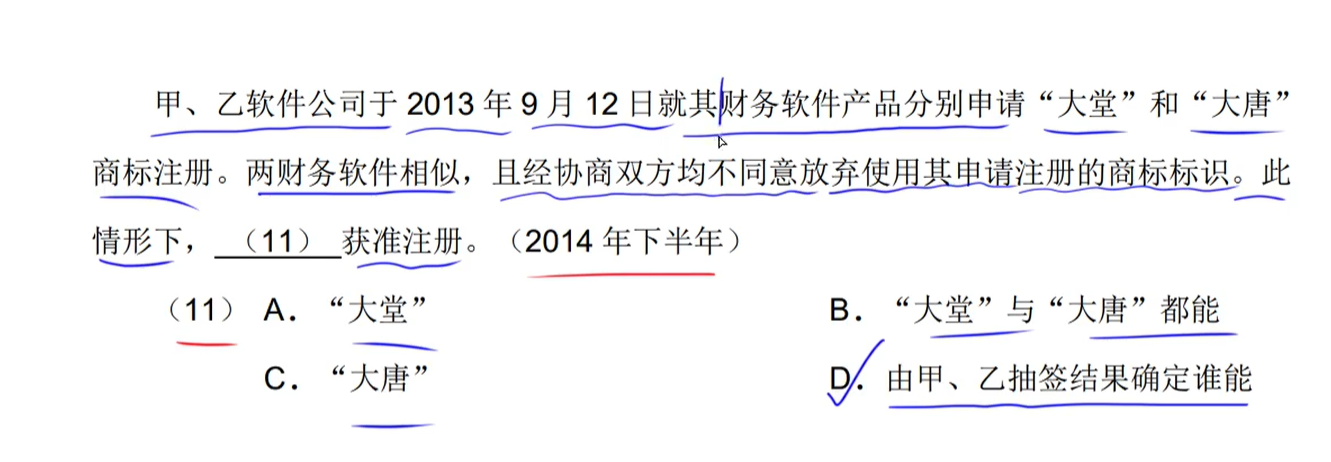 甲、乙软件公司于 2013 年 9 月 12 日就其财务软件产品分别申请“大堂”和“大唐”
商标注册。两财务软件相似，且经协商双方均不同意放弃使用其申请注册的商标标识。此
情形下，（11）获准注册。（2014 年下半年）
（11） A．“大堂” B．“大堂”与“大唐”都能
C．“大唐” D．由甲、乙抽签结果确定谁能